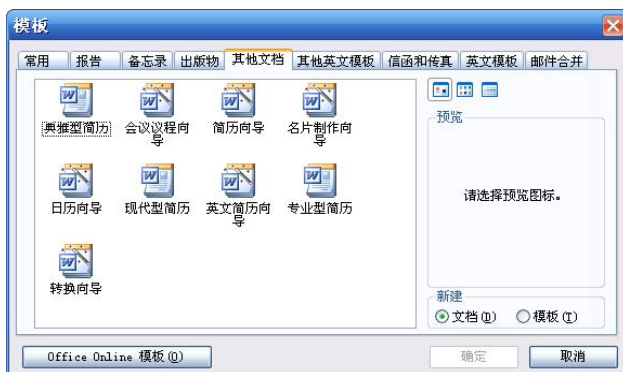 模板
常用 报告 备忘录 出版物 其他文档 其他英文模板 信函和传真 英文模板 邮件合并
典雅型简历 会议议程向导 简历向导 名片制作向导
日历向导 现代型简历 英文简历向导 专业型简历
转换向导
预览
请选择预览图标。
新建
文档(D) 模板(T)
Office Online 模板(O) 确定 取消